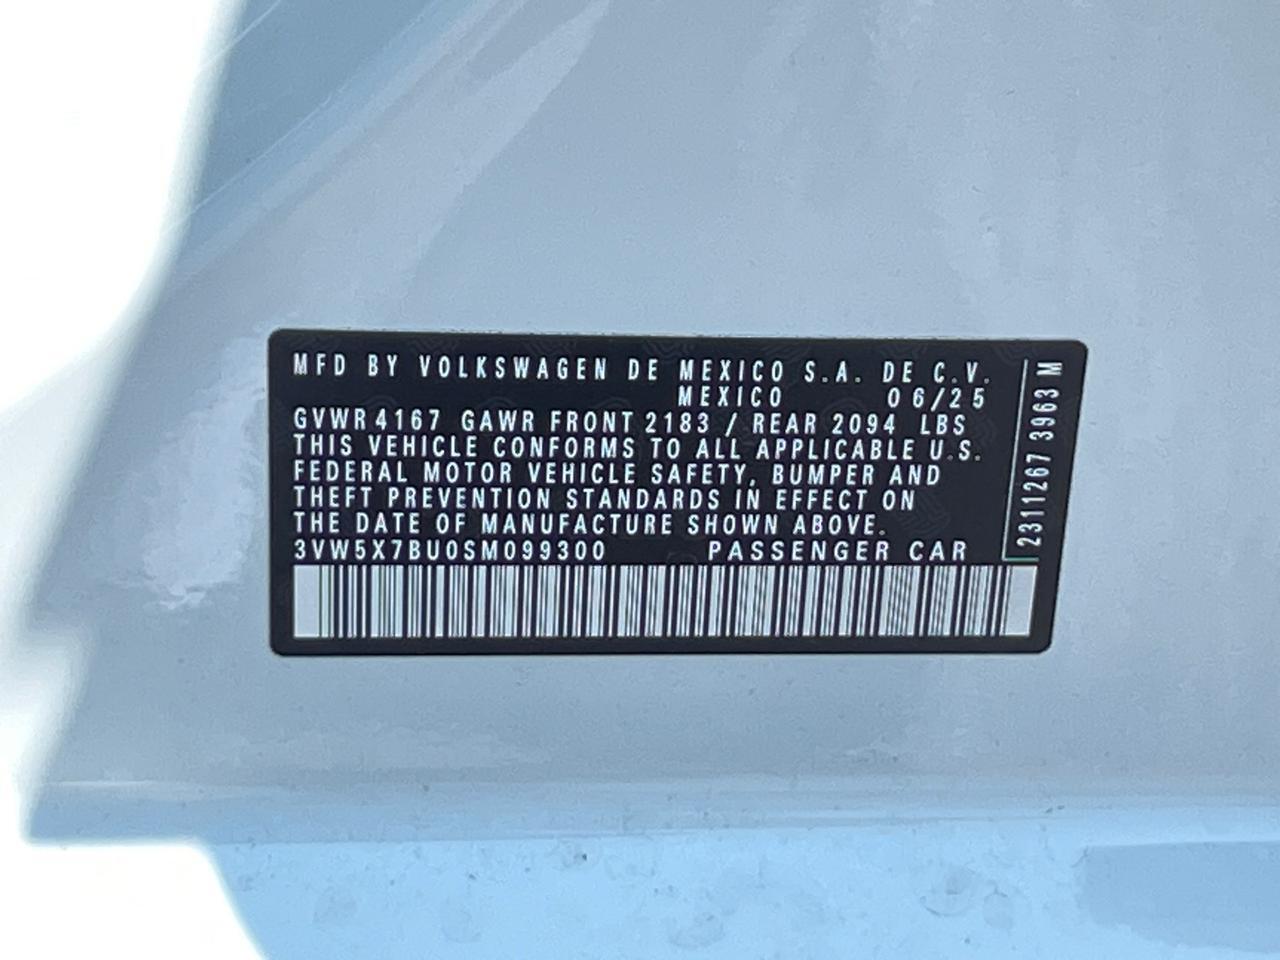 MFD BY VOLKSWAGEN DE MEXICO S.A. DE C.V.
MEXICO 06/25
GVWR 4167 GAWR FRONT 2183 / REAR 2094 LBS
THIS VEHICLE CONFORMS TO ALL APPLICABLE U.S.
FEDERAL MOTOR VEHICLE SAFETY, BUMPER AND
THEFT PREVENTION STANDARDS IN EFFECT ON
THE DATE OF MANUFACTURE SHOWN ABOVE.
3VW5X7BU0SM099300 PASSENGER CAR
2311267 3963 M